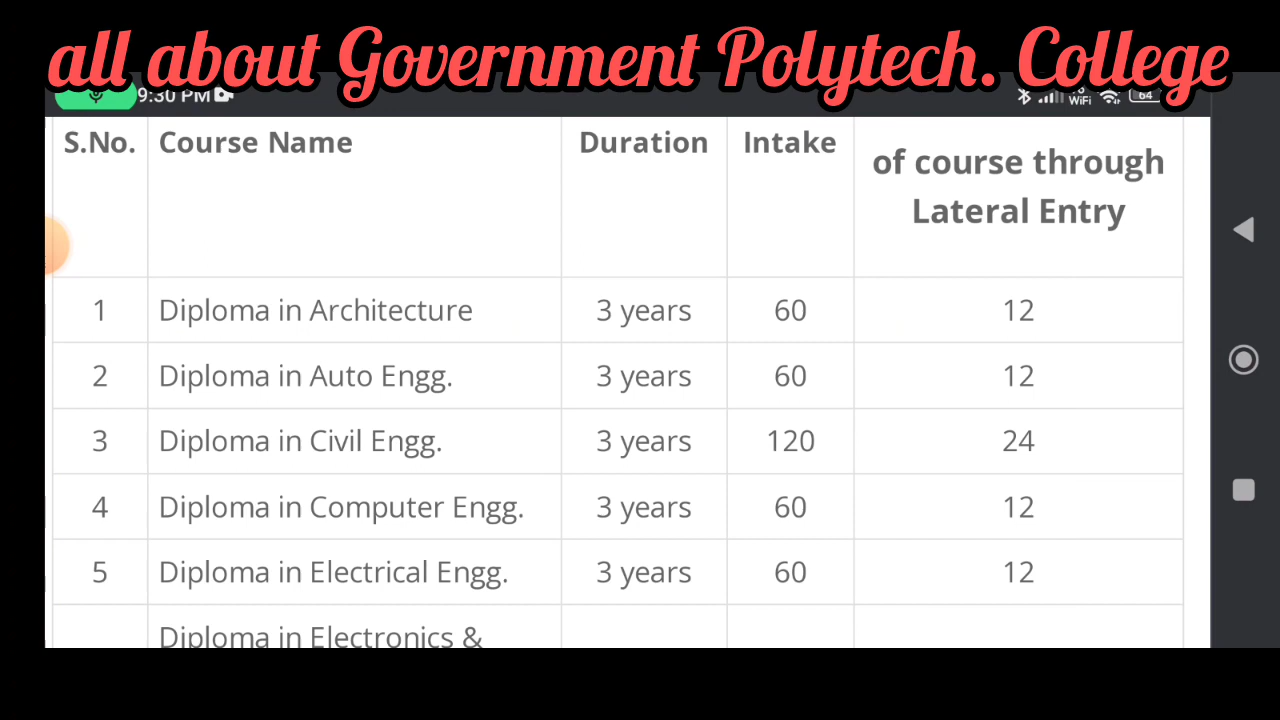 all about Government Polytech. College
9:30 PM
WiFi
64
S.No. Course Name Duration Intake of course through
Lateral Entry
1 Diploma in Architecture 3 years 60 12
2 Diploma in Auto Engg. 3 years 60 12
3 Diploma in Civil Engg. 3 years 120 24
4 Diploma in Computer Engg. 3 years 60 12
5 Diploma in Electrical Engg. 3 years 60 12
Diploma in Electronics &